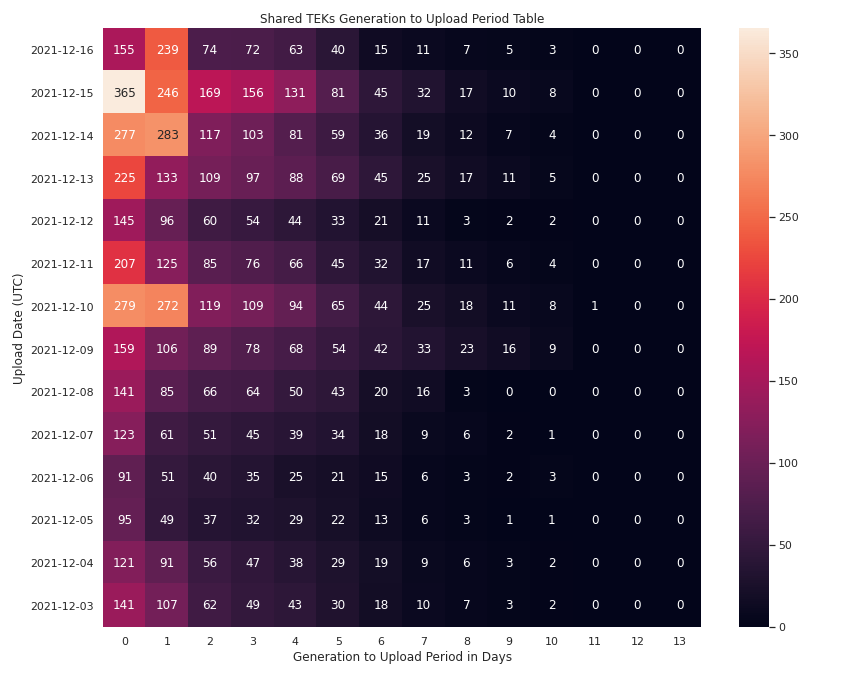 Shared TEKs Generation to Upload Period Table
2021-12-16 155 239 74 72 63 40 15 11 7 5 3 0 0 0
2021-12-15 365 246 169 156 131 81 45 32 17 10 8 0 0 0
2021-12-14 277 283 117 103 81 59 36 19 12 7 4 0 0 0
2021-12-13 225 133 109 97 88 69 45 25 17 11 5 0 0 0
2021-12-12 145 96 60 54 44 33 21 11 3 2 2 0 0 0
2021-12-11 207 125 85 76 66 45 32 17 11 6 4 0 0 0
2021-12-10 279 272 119 109 94 65 44 25 18 11 8 1 0 0
2021-12-09 159 106 89 78 68 54 42 33 23 16 9 0 0 0
2021-12-08 141 85 66 64 50 43 20 16 3 0 0 0 0 0
2021-12-07 123 61 51 45 39 34 18 9 6 2 1 0 0 0
2021-12-06 91 51 40 35 25 21 15 6 3 2 3 0 0 0
2021-12-05 95 49 37 32 29 22 13 6 3 1 1 0 0 0
2021-12-04 121 91 56 47 38 29 19 9 6 3 2 0 0 0
2021-12-03 141 107 62 49 43 30 18 10 7 3 2 0 0 0
0 1 2 3 4 5 6 7 8 9 10 11 12 13
Generation to Upload Period in Days
Upload Date (UTC)
350
300
250
200
150
100
50
0